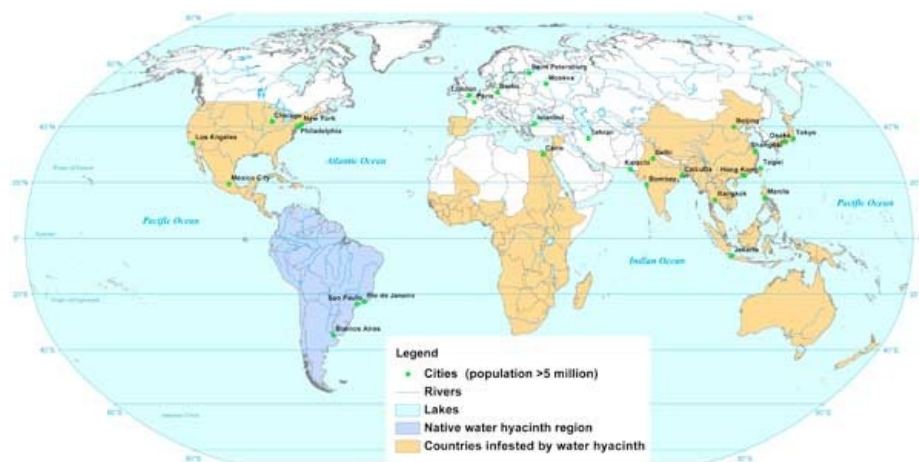 Saint Petersburg
Moskva
London
Berlin
Paris
Chicago
New York
Philadelphia
Los Angeles
Istanbul
Tehran
Beijing
Osaka
Tokyo
Shanghai
Atlantic Ocean
Cairo
Delhi
Karachi
Taipei
Mexico City
Calcutta
Hong Kong
Bombay
Bangkok
Manila
Pacific Ocean
Pacific Ocean
Indian Ocean
Jakarta
Sao Paulo
Rio de Janeiro
Buenos Aires
Legend
Cities (population >5 million)
Rivers
Lakes
Native water hyacinth region
Countries infested by water hyacinth